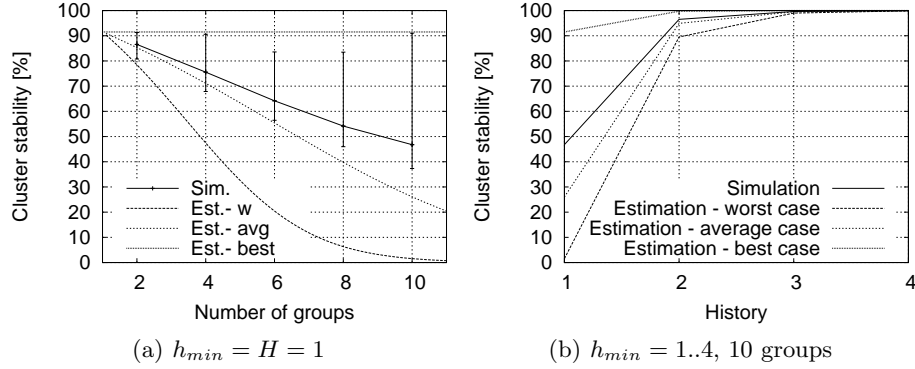 Cluster stability [%]
100
90
80
70
60
50
40
30
20
10
0
Sim.
Est.- w
Est.- avg
Est.- best
2
4
6
8
10
Number of groups
(a) h_min = H = 1
Cluster stability [%]
100
90
80
70
60
50
40
30
20
10
0
Simulation
Estimation - worst case
Estimation - average case
Estimation - best case
1
2
3
4
History
(b) h_min = 1..4, 10 groups